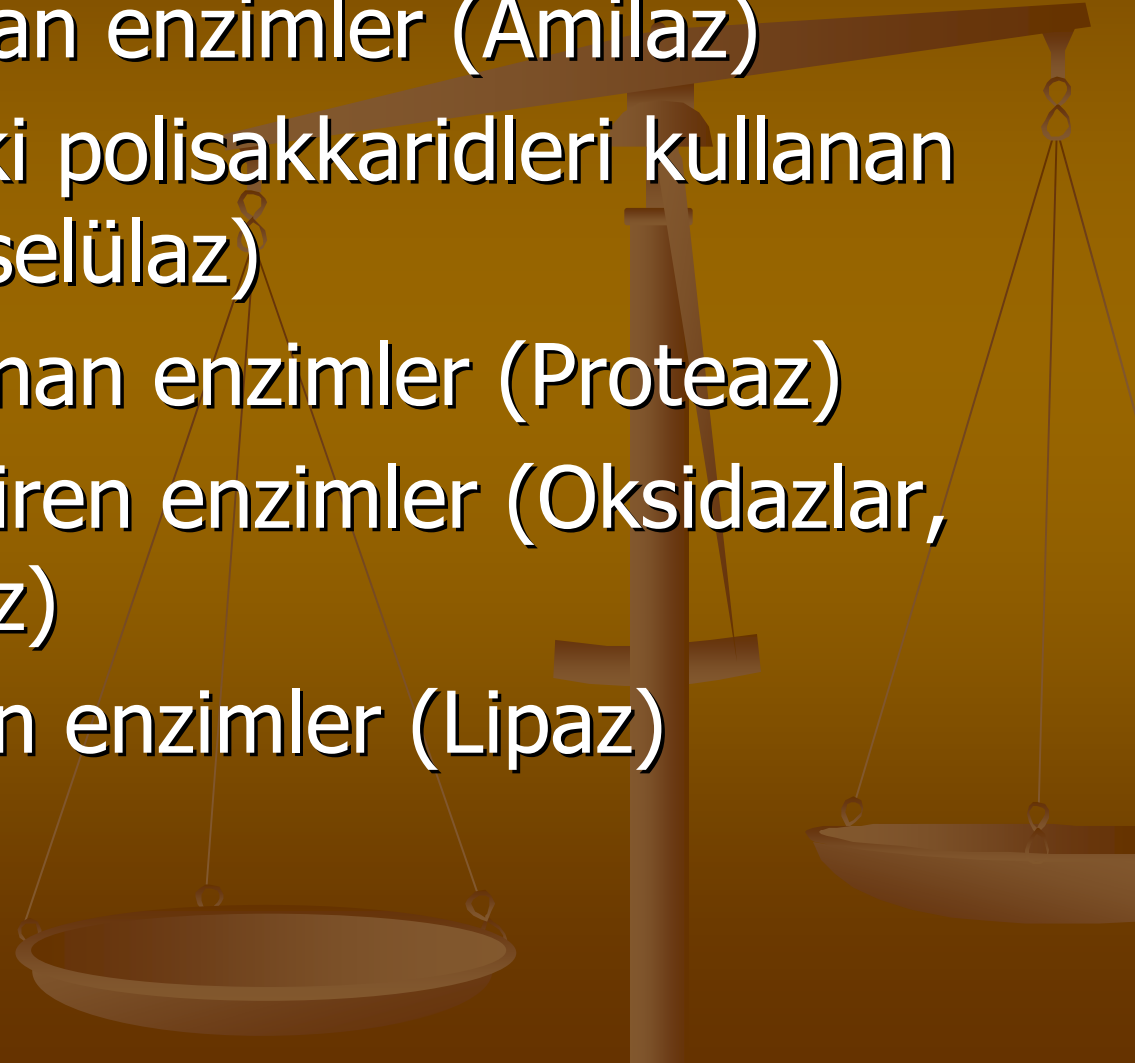 an enzimler (Amilaz)
ki polisakkaridleri kullanan
selülaz)
nan enzimler (Proteaz)
iren enzimler (Oksidazlar,
z)
n enzimler (Lipaz)